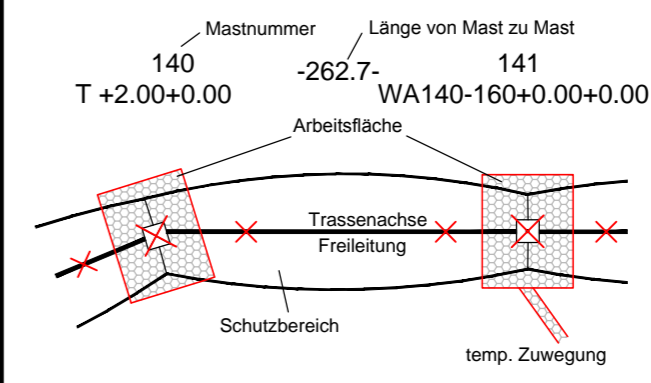 Mastnummer
Länge von Mast zu Mast
140
-262.7-
141
T +2.00+0.00
WA140-160+0.00+0.00
Arbeitsfläche
Trassenachse
Freileitung
Schutzbereich
temp. Zuwegung